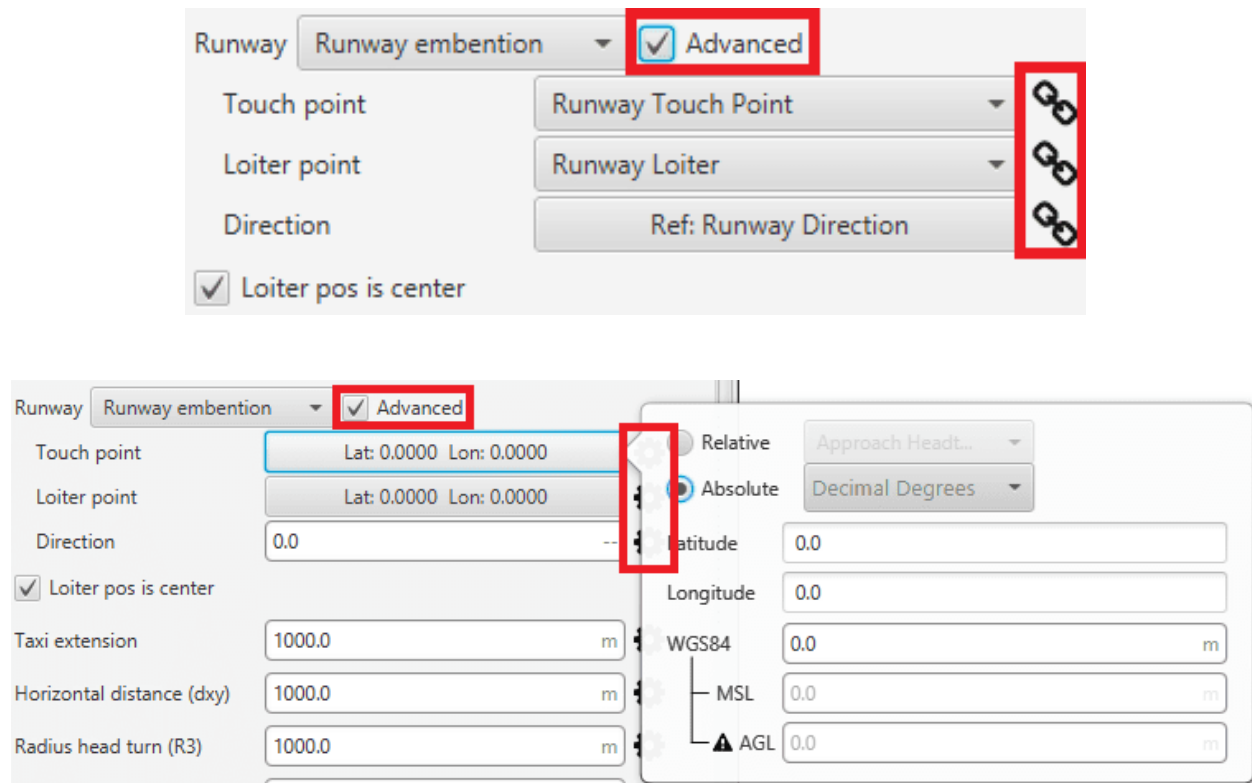 Runway Runway embention Advanced
Touch point Runway Touch Point
Loiter point Runway Loiter
Direction Ref: Runway Direction
Loiter pos is center
Runway Runway embention Advanced
Touch point Lat: 0.0000 Lon: 0.0000
Loiter point Lat: 0.0000 Lon: 0.0000
Direction 0.0 --
Loiter pos is center
Taxi extension 1000.0 m
Horizontal distance (dxy) 1000.0 m
Radius head turn (R3) 1000.0 m
Relative Approach Headt...
Absolute Decimal Degrees
Latitude 0.0
Longitude 0.0
WGS84 0.0 m
MSL 0.0 m
AGL 0.0 m